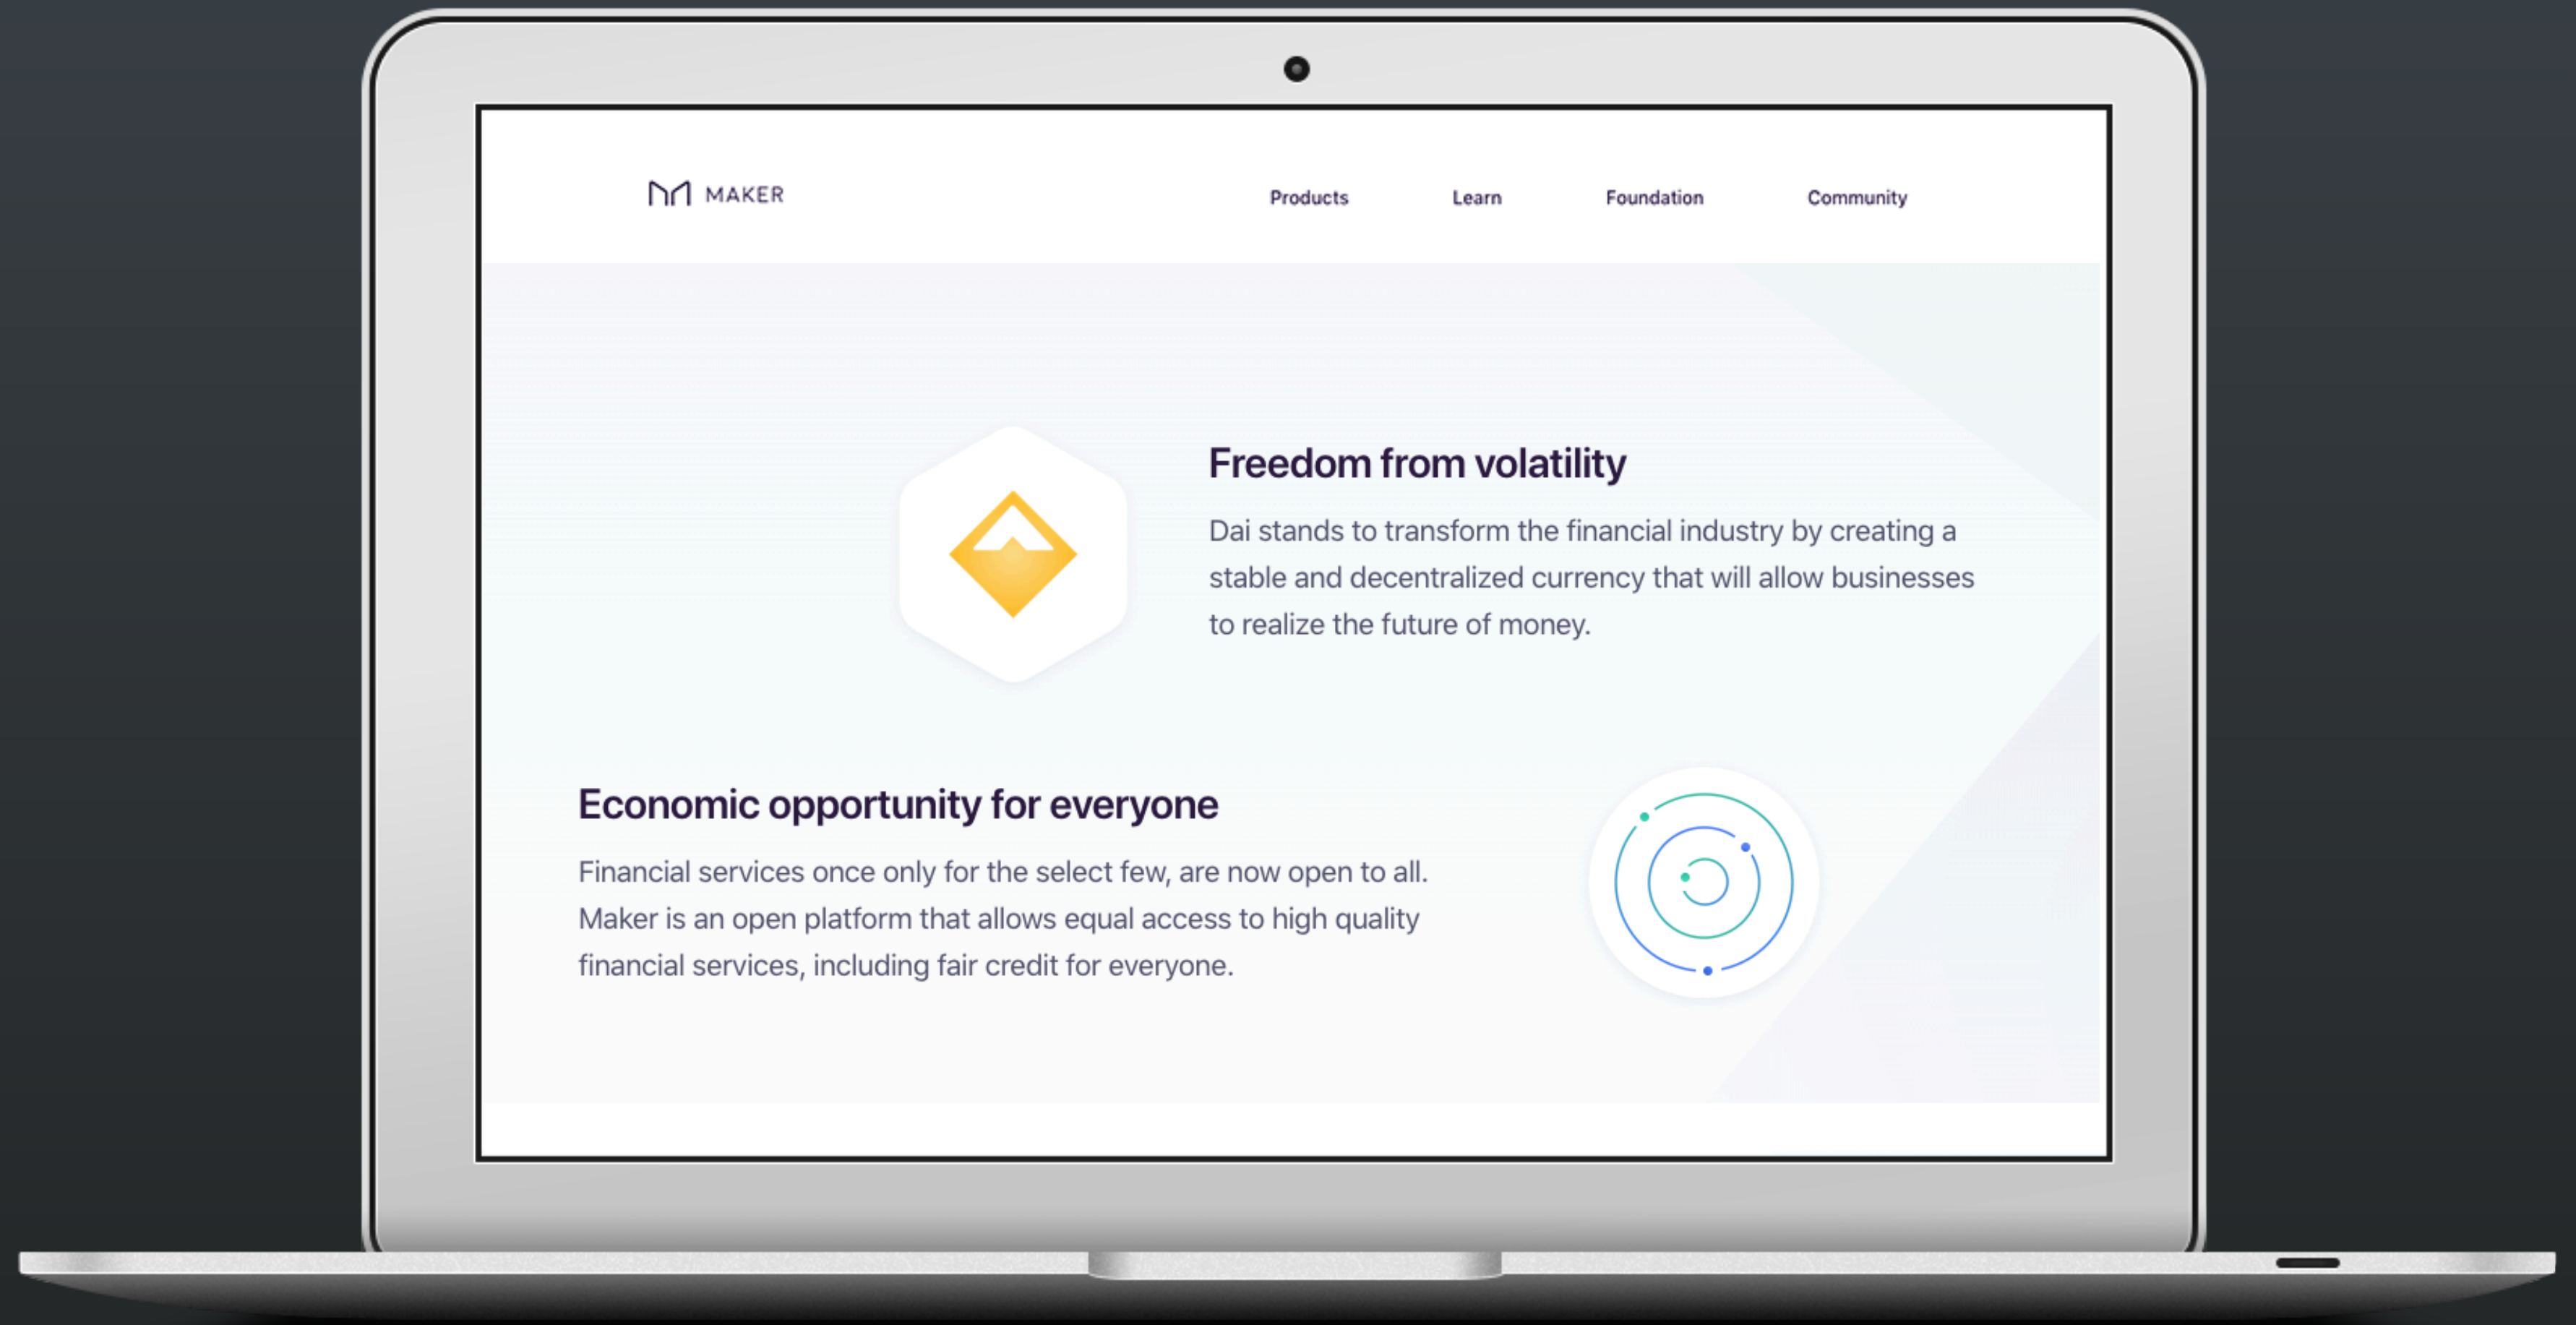 MAKER
Products Learn Foundation Community
Freedom from volatility
Dai stands to transform the financial industry by creating a
stable and decentralized currency that will allow businesses
to realize the future of money.
Economic opportunity for everyone
Financial services once only for the select few, are now open to all.
Maker is an open platform that allows equal access to high quality
financial services, including fair credit for everyone.